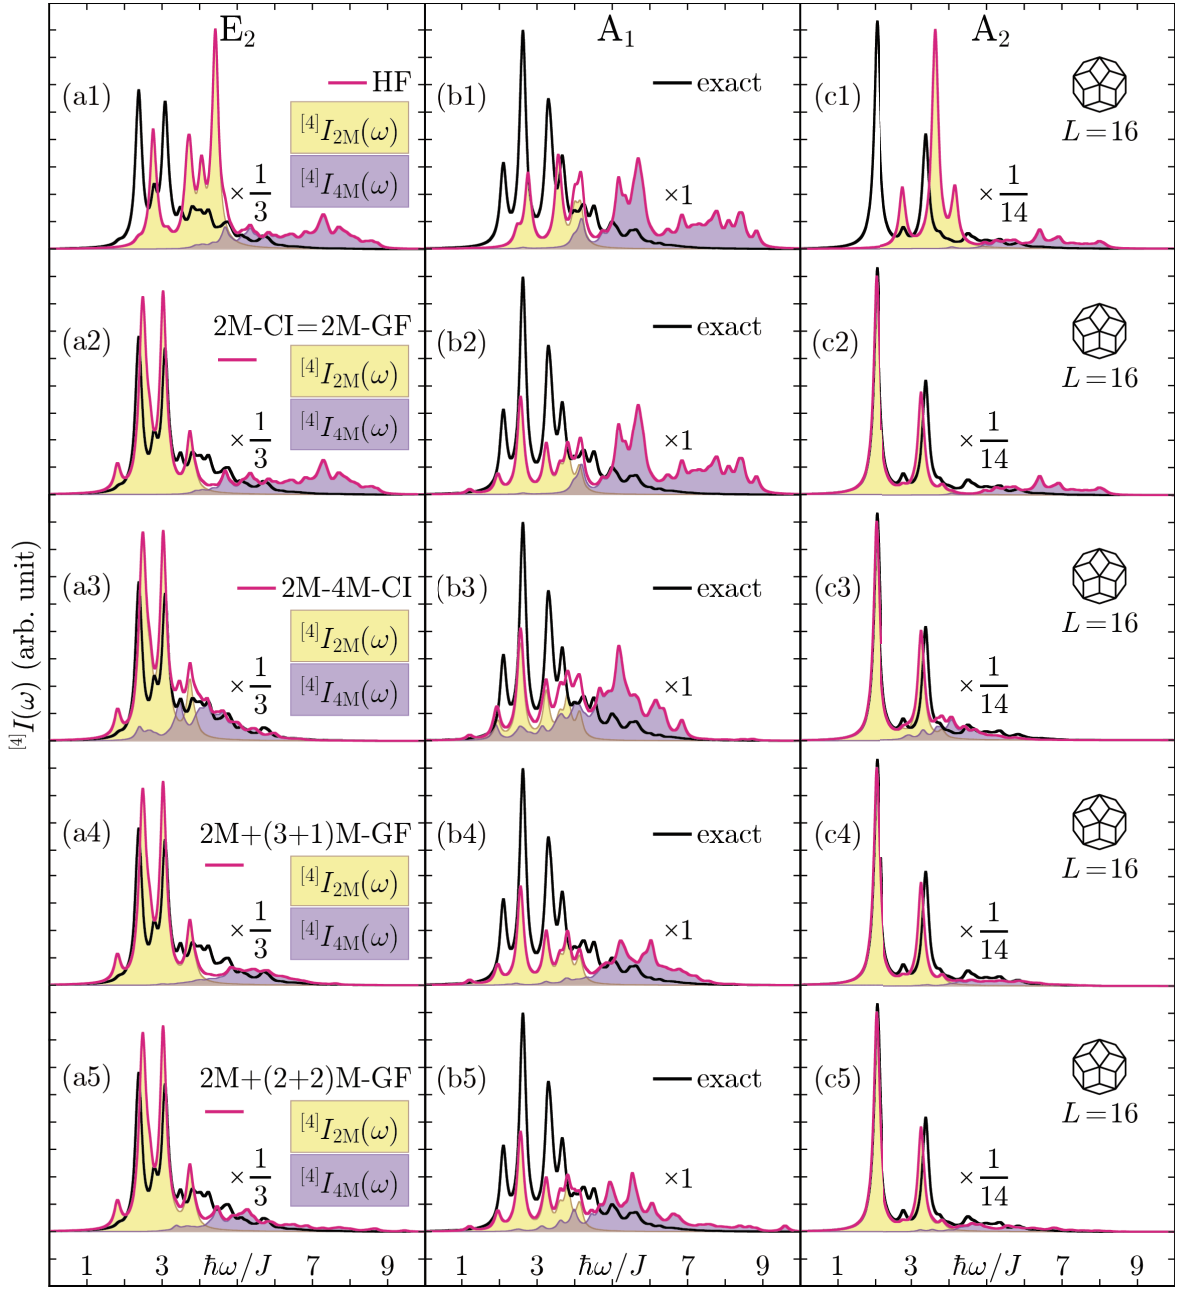 E₂
A₁
A₂
(a1)
HF
[4]I2M(ω)
[4]I4M(ω)
× 1/3
(b1)
exact
×1
(c1)
L=16
× 1/14
(a2)
2M-CI=2M-GF
[4]I2M(ω)
[4]I4M(ω)
× 1/3
(b2)
exact
×1
(c2)
L=16
× 1/14
[4]I(ω) (arb. unit)
(a3)
2M-4M-CI
[4]I2M(ω)
[4]I4M(ω)
× 1/3
(b3)
exact
×1
(c3)
L=16
× 1/14
(a4)
2M+(3+1)M-GF
[4]I2M(ω)
[4]I4M(ω)
× 1/3
(b4)
exact
×1
(c4)
L=16
× 1/14
(a5)
2M+(2+2)M-GF
[4]I2M(ω)
[4]I4M(ω)
× 1/3
(b5)
exact
×1
(c5)
L=16
× 1/14
1 3 ℏω/J 7 9
1 3 ℏω/J 7 9
1 3 ℏω/J 7 9